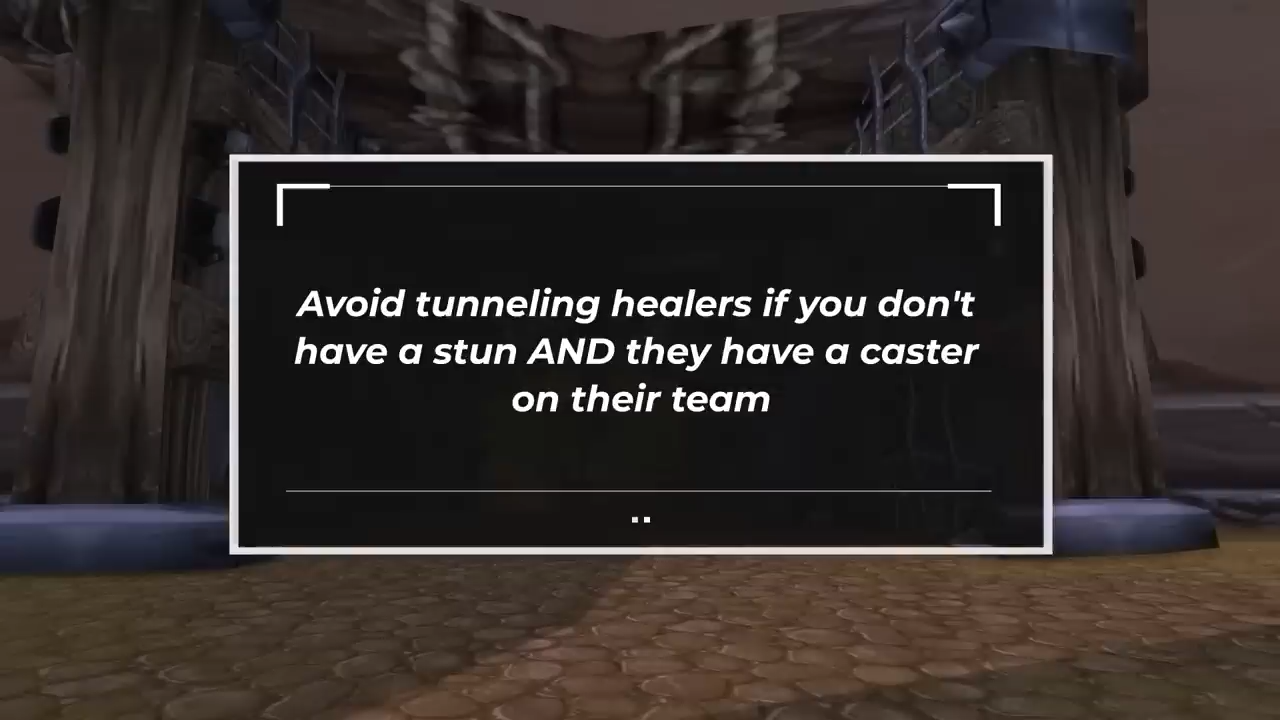 Avoid tunneling healers if you don't
have a stun AND they have a caster
on their team
..